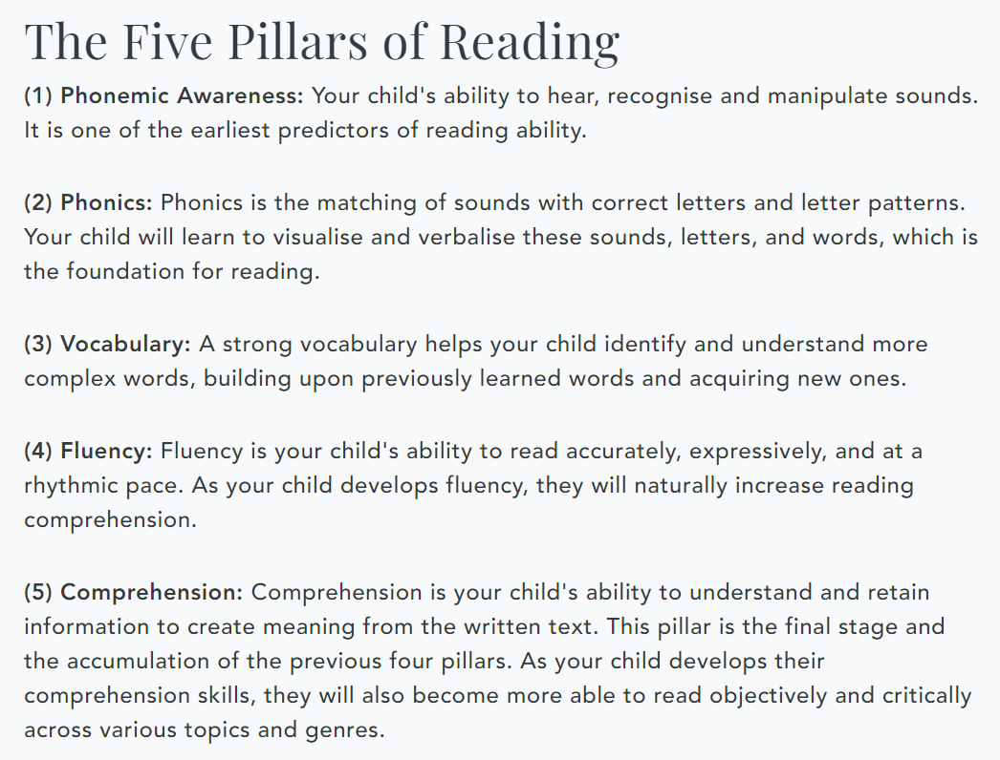 The Five Pillars of Reading
(1) Phonemic Awareness: Your child's ability to hear, recognise and manipulate sounds.
It is one of the earliest predictors of reading ability.
(2) Phonics: Phonics is the matching of sounds with correct letters and letter patterns.
Your child will learn to visualise and verbalise these sounds, letters, and words, which is
the foundation for reading.
(3) Vocabulary: A strong vocabulary helps your child identify and understand more
complex words, building upon previously learned words and acquiring new ones.
(4) Fluency: Fluency is your child's ability to read accurately, expressively, and at a
rhythmic pace. As your child develops fluency, they will naturally increase reading
comprehension.
(5) Comprehension: Comprehension is your child's ability to understand and retain
information to create meaning from the written text. This pillar is the final stage and
the accumulation of the previous four pillars. As your child develops their
comprehension skills, they will also become more able to read objectively and critically
across various topics and genres.